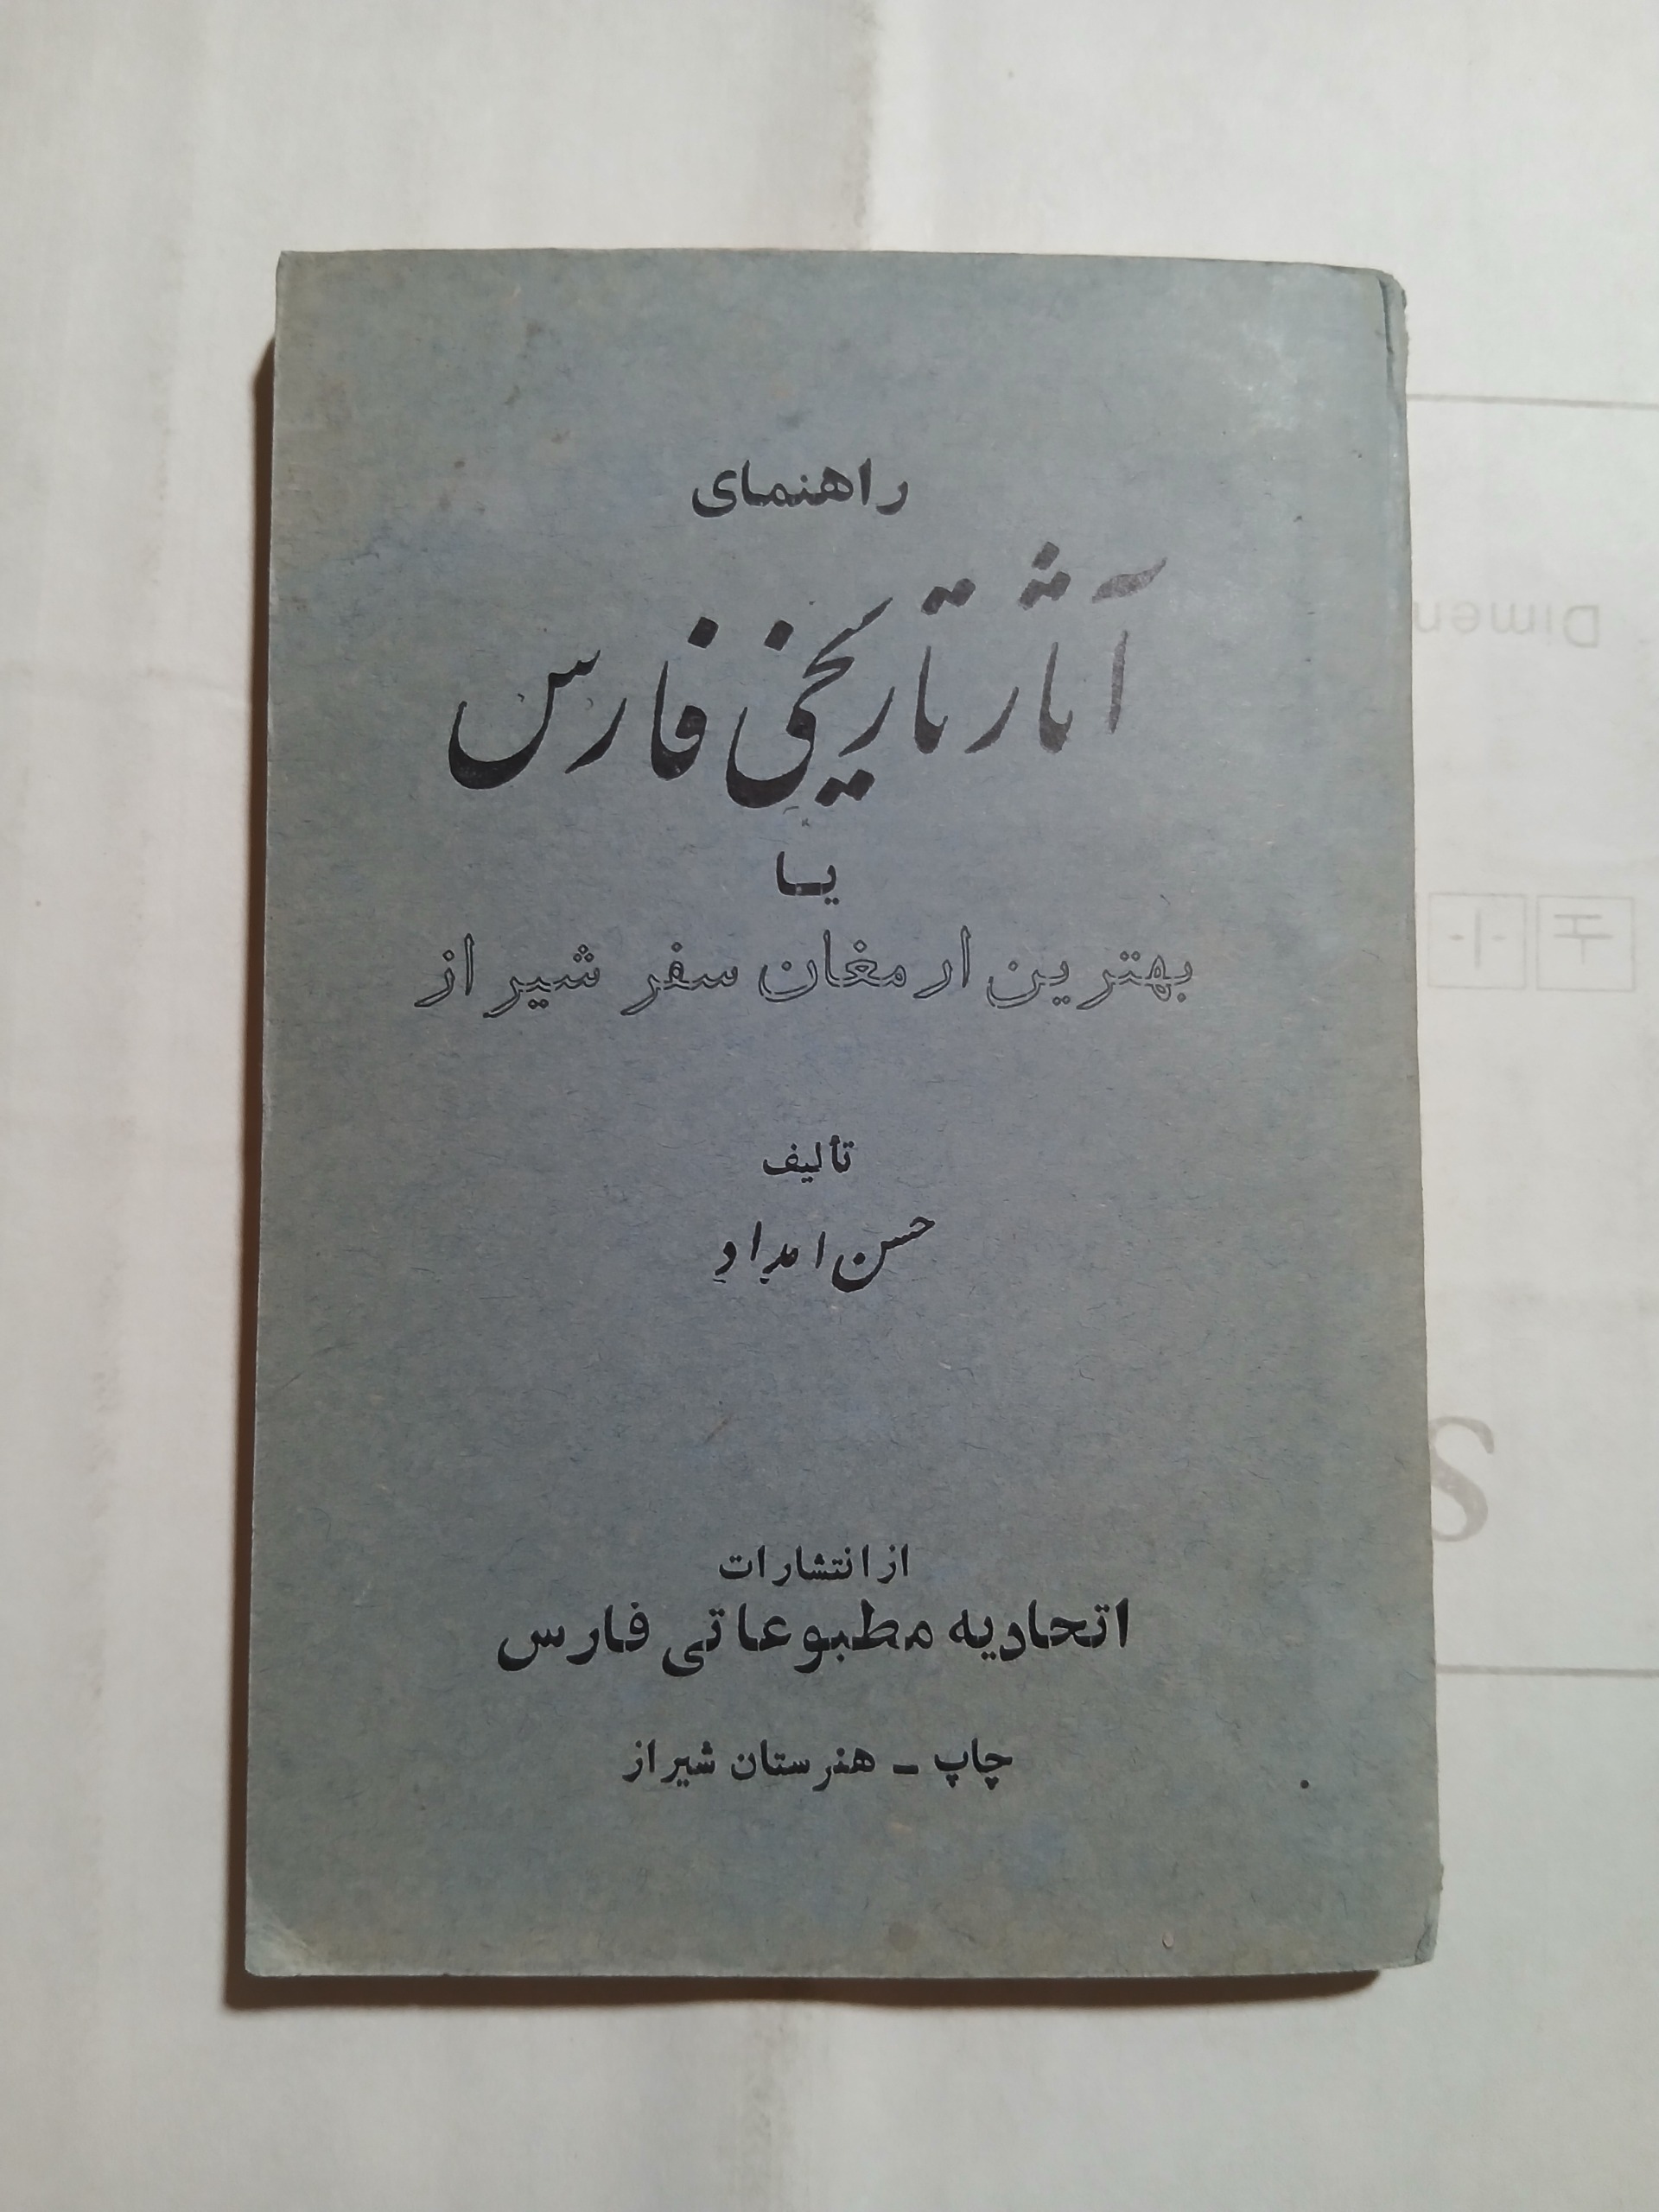 راهنمای
آثار تاریخی فارس
یا
بهترین ارمغان سفر شیراز
تألیف
حسن امداد
از انتشارات
اتحادیه مطبوعاتی فارس
چاپ - هنرستان شیراز
Dimen
S